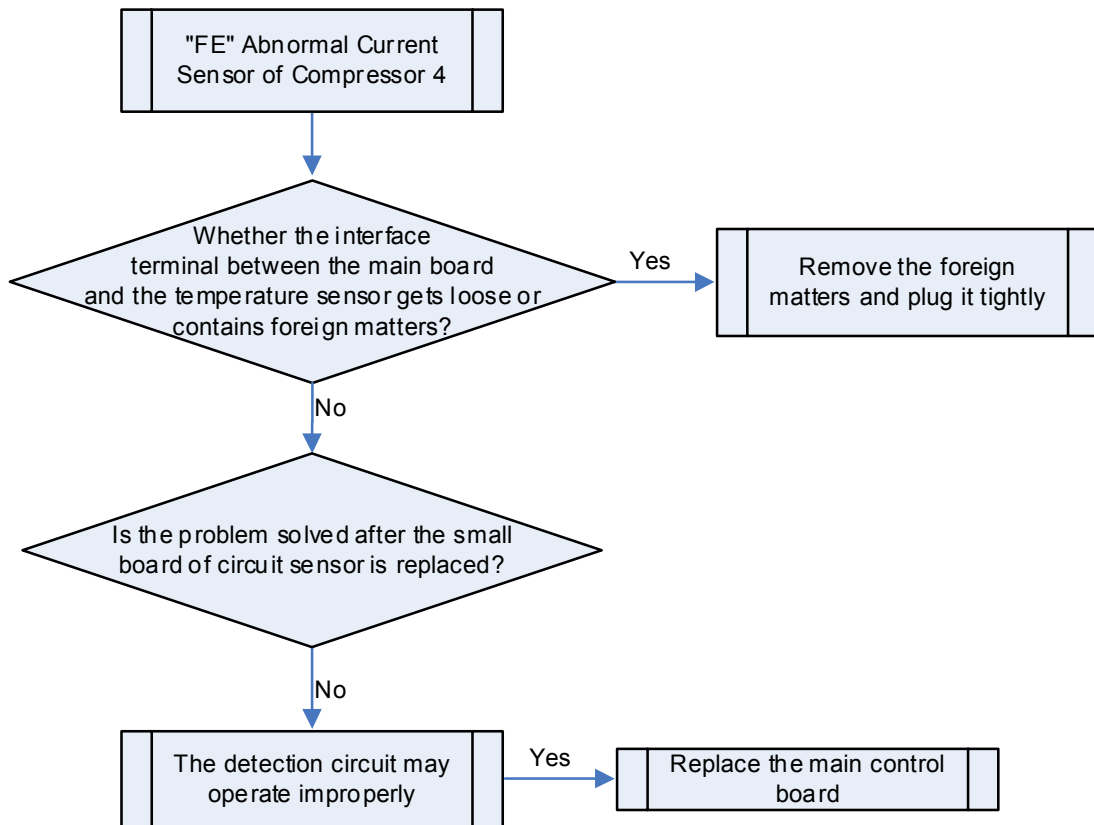 "FE" Abnormal Current
Sensor of Compressor 4
Whether the interface
terminal between the main board
and the temperature sensor gets loose or
contains foreign matters?
Yes
Remove the foreign
matters and plug it tightly
No
Is the problem solved after the small
board of circuit sensor is replaced?
No
The detection circuit may
operate improperly
Yes
Replace the main control
board